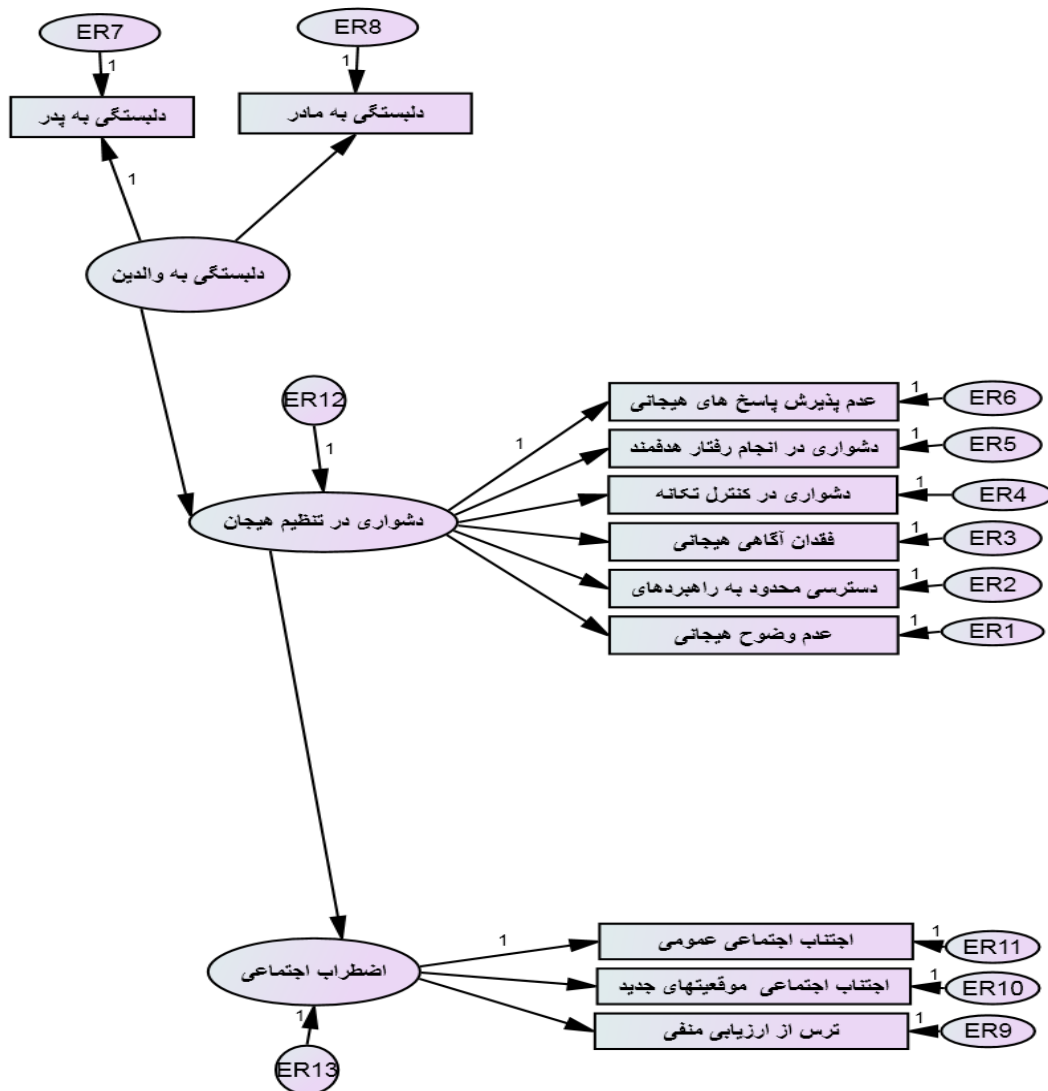 ER7
ER8
1
1
دلبستگی به پدر
دلبستگی به مادر
1
دلبستگی به والدین
ER12
1
1
عدم پذیرش پاسخ های هیجانی
1
ER6
دشواری در انجام رفتار هدفمند
1
ER5
دشواری در کنترل تکانه
1
ER4
فقدان آگاهی هیجانی
1
ER3
دسترسی محدود به راهبردهای
1
ER2
عدم وضوح هیجانی
1
ER1
دشواری در تنظیم هیجان
اضطراب اجتماعی
1
اجتناب اجتماعی عمومی
1
ER11
اجتناب اجتماعی موقعیتهای جدید
1
ER10
ترس از ارزیابی منفی
1
ER9
1
ER13